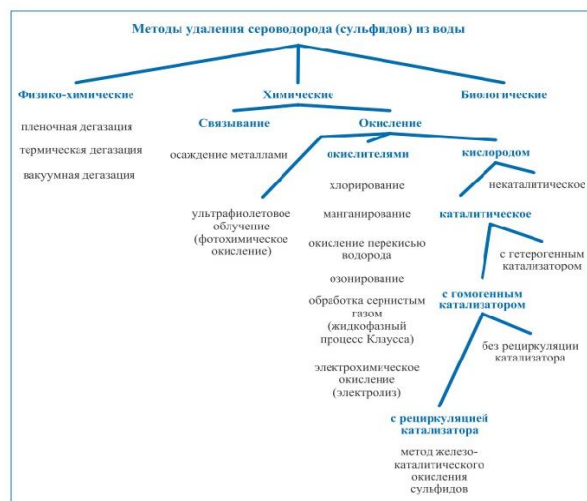 Методы удаления сероводорода (сульфидов) из воды
Физико-химические
Химические
Биологические
пленочная дегазация
термическая дегазация
вакуумная дегазация
Связывание
Окисление
осаждение металлами
окислителями
кислородом
хлорирование
некаталитическое
ультрафиолетовое
облучение
(фотохимическое
окисление)
манганирование
каталитическое
окисление перекисью
водорода
с гетерогенным
катализатором
озонирование
с гомогенным
катализатором
обработка сернистым
газом
(жидкофазный
процесс Клаусса)
без рециркуляции
катализатора
электрохимическое
окисление
(электролиз)
с рециркуляцией
катализатора
метод железо-
каталитического
окисления
сульфидов